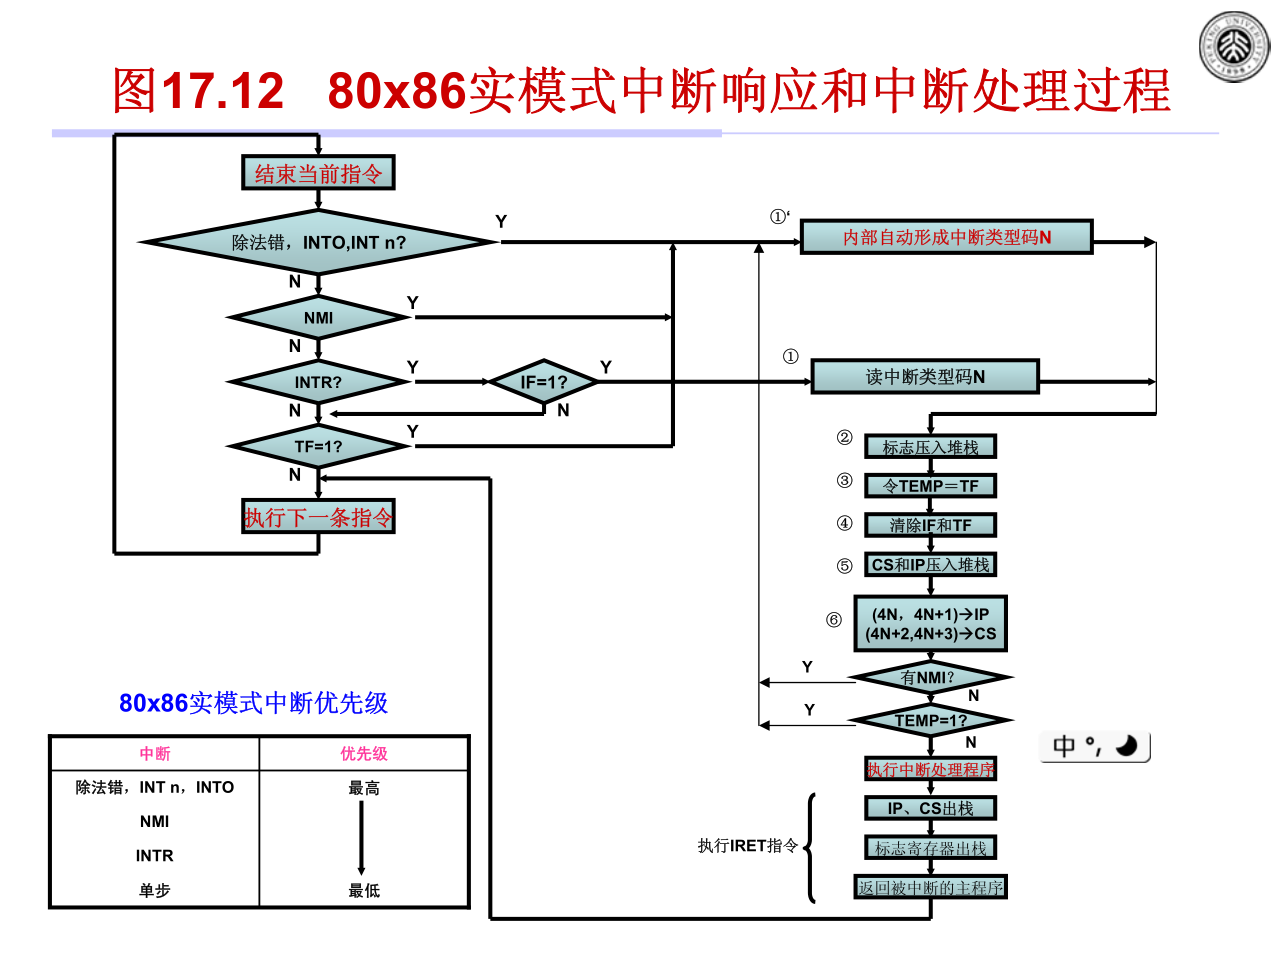 图17.12 80x86实模式中断响应和中断处理过程
结束当前指令
除法错，INTO,INT n?
Y
①‘
内部自动形成中断类型码N
N
NMI
Y
N
INTR?
Y
IF=1?
Y
①
读中断类型码N
N
N
TF=1?
Y
N
执行下一条指令
②
标志压入堆栈
③
令TEMP＝TF
④
清除IF和TF
⑤
CS和IP压入堆栈
⑥
(4N，4N+1)→IP
(4N+2,4N+3)→CS
有NMI？
Y
N
TEMP=1?
Y
N
执行中断处理程序
执行IRET指令
IP、CS出栈
标志寄存器出栈
返回被中断的主程序
80x86实模式中断优先级
中断 优先级
除法错，INT n，INTO 最高
NMI
INTR
单步 最低
中 °,